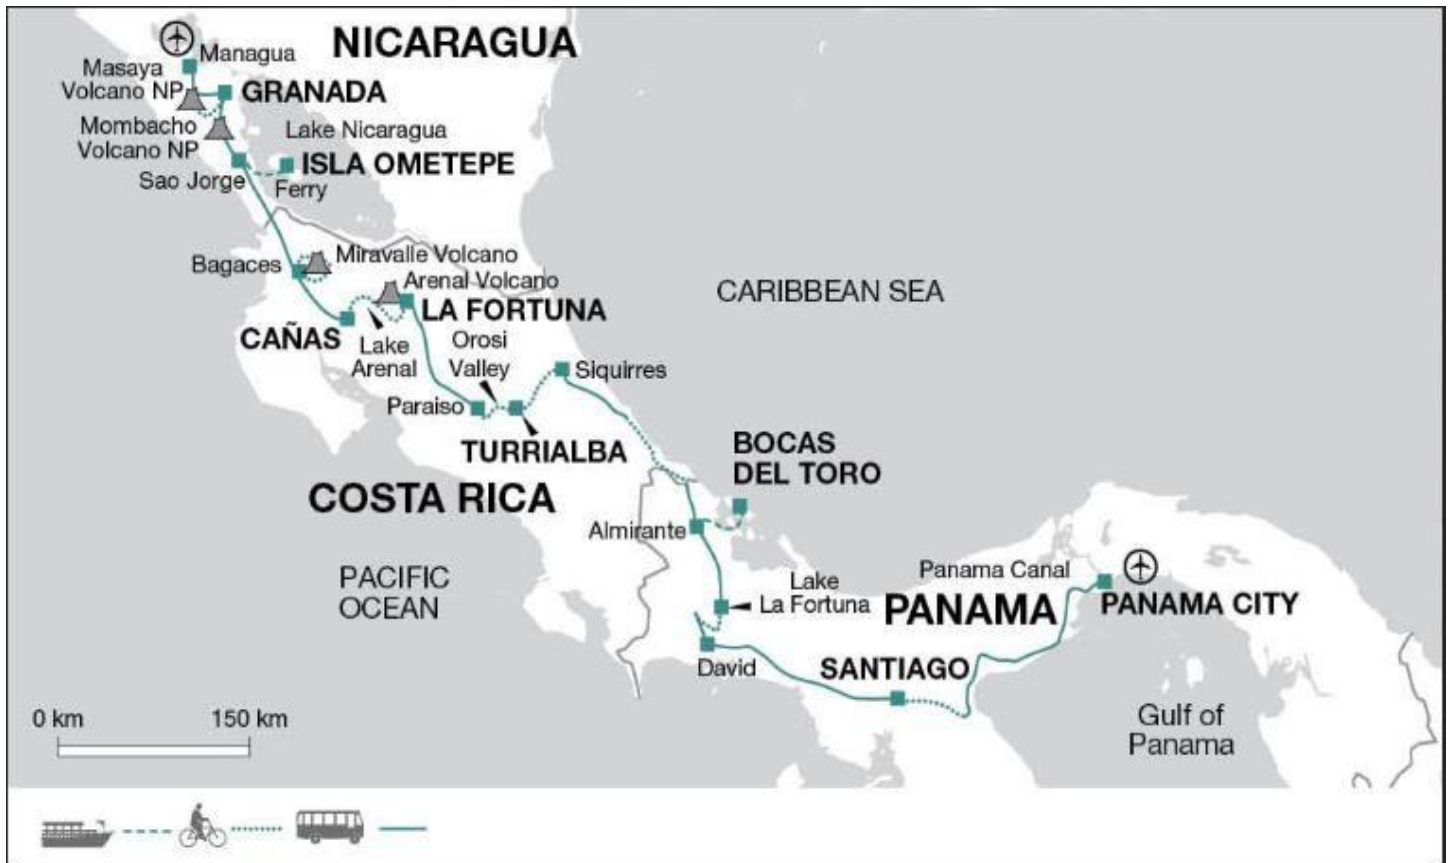 NICARAGUA
Managua
Masaya
Volcano NP
GRANADA
Mombacho
Volcano NP
Lake Nicaragua
ISLA OMETEPE
Sao Jorge
Ferry
Bagaces
Miravalle Volcano
Arenal Volcano
LA FORTUNA
CAÑAS
Lake
Arenal
Orosi
Valley
CARIBBEAN SEA
Siquirres
Paraiso
TURRIALBA
BOCAS
DEL TORO
COSTA RICA
Almirante
PACIFIC
OCEAN
Lake
La Fortuna
Panama Canal
PANAMA
PANAMA CITY
David
SANTIAGO
Gulf of
Panama
0 km
150 km